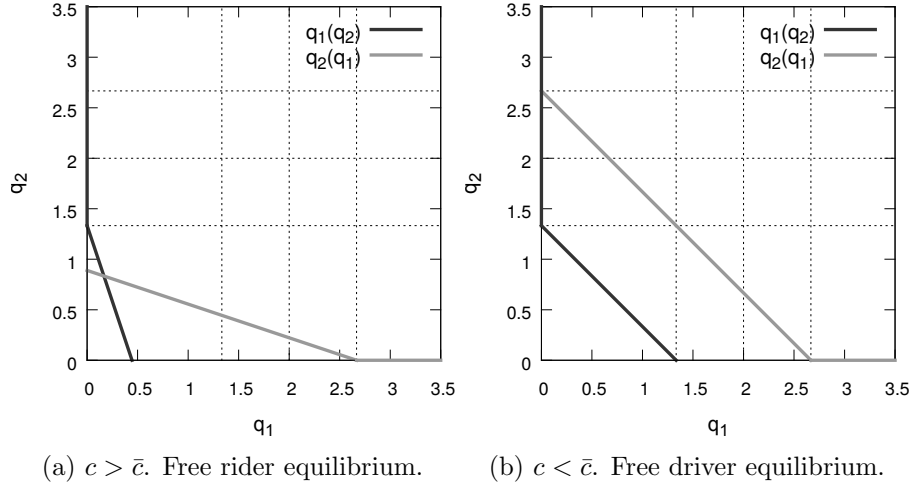 3.5
3
2.5
2
1.5
1
0.5
0
q2
q1(q2)
q2(q1)
0 0.5 1 1.5 2 2.5 3 3.5
q1
(a) c > c̄. Free rider equilibrium.
3.5
3
2.5
2
1.5
1
0.5
0
q2
q1(q2)
q2(q1)
0 0.5 1 1.5 2 2.5 3 3.5
q1
(b) c < c̄. Free driver equilibrium.